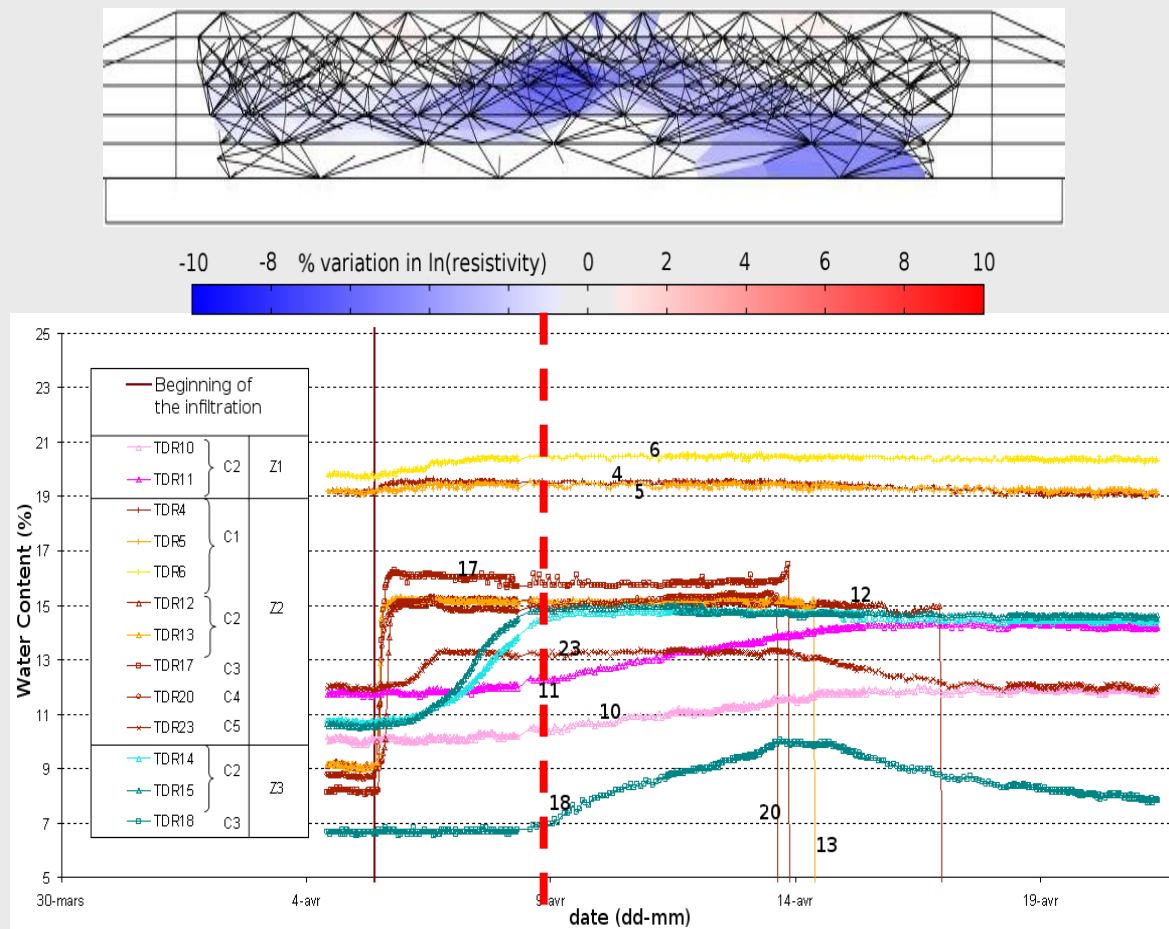 -10 -8 % variation in ln(resistivity) 0 2 4 6 8 10
25
23
21
19
17
15
13
11
9
7
5
Water Content (%)
Beginning of
the infiltration
TDR10
TDR11
C2
Z1
TDR4
TDR5
TDR6
C1
TDR12
TDR13
C2
TDR17 C3
TDR20 C4
TDR23 C5
Z2
TDR14
TDR15
C2
TDR18 C3
Z3
6
4
5
17
12
23
11
10
18
20
13
30-mars 4-avr 9-avr 14-avr 19-avr
date (dd-mm)